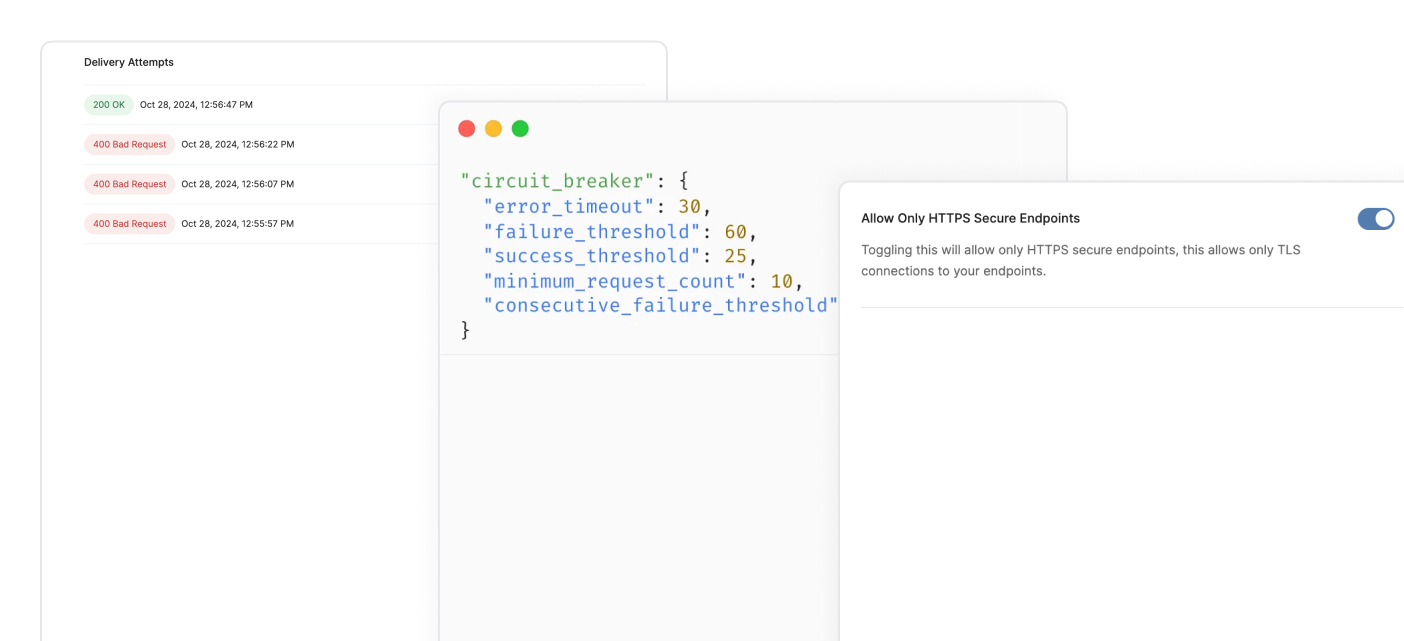 Delivery Attempts
200 OK Oct 28, 2024, 12:56:47 PM
400 Bad Request Oct 28, 2024, 12:56:22 PM
400 Bad Request Oct 28, 2024, 12:56:07 PM
400 Bad Request Oct 28, 2024, 12:55:57 PM
"circuit_breaker": {
"error_timeout": 30,
"failure_threshold": 60,
"success_threshold": 25,
"minimum_request_count": 10,
"consecutive_failure_threshold"
}
Allow Only HTTPS Secure Endpoints
Toggling this will allow only HTTPS secure endpoints, this allows only TLS
connections to your endpoints.